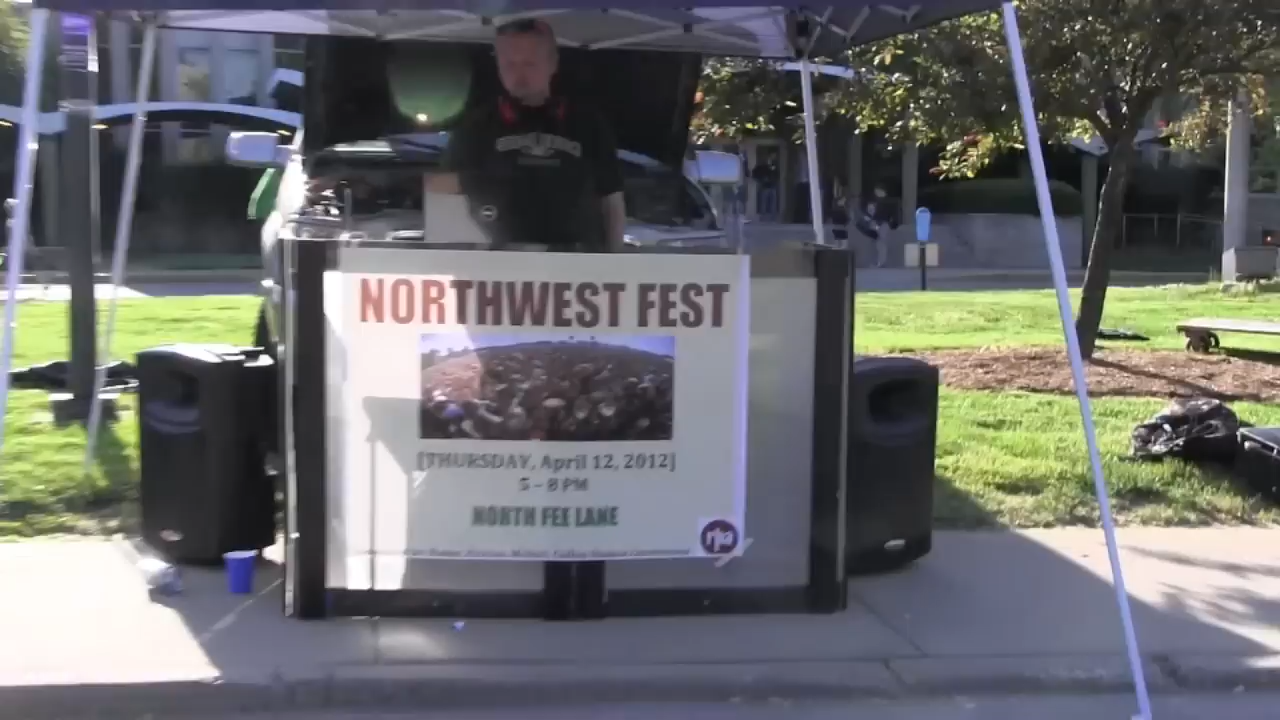 NORTHWEST FEST
[THURSDAY, April 12, 2012]
5 - 8 PM
NORTH FEE LANE
rha